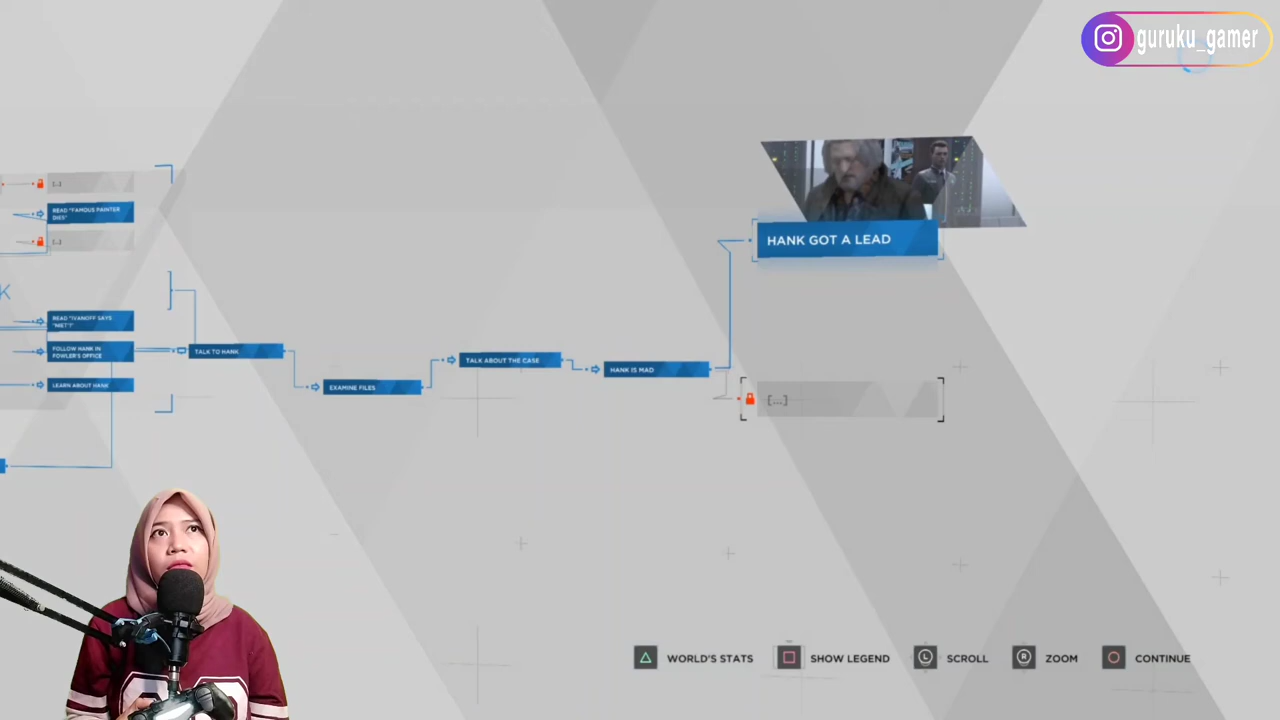 guruku_gamer
[...]
READ "FAMOUS PAINTER
DIES"
[...]
HANK GOT A LEAD
K
READ "IVANOFF SAYS
"NIET"!"
FOLLOW HANK IN
FOWLER'S OFFICE
TALK TO HANK
LEARN ABOUT HANK
EXAMINE FILES
TALK ABOUT THE CASE
HANK IS MAD
[...]
WORLD'S STATS
SHOW LEGEND
L
SCROLL
R
ZOOM
CONTINUE